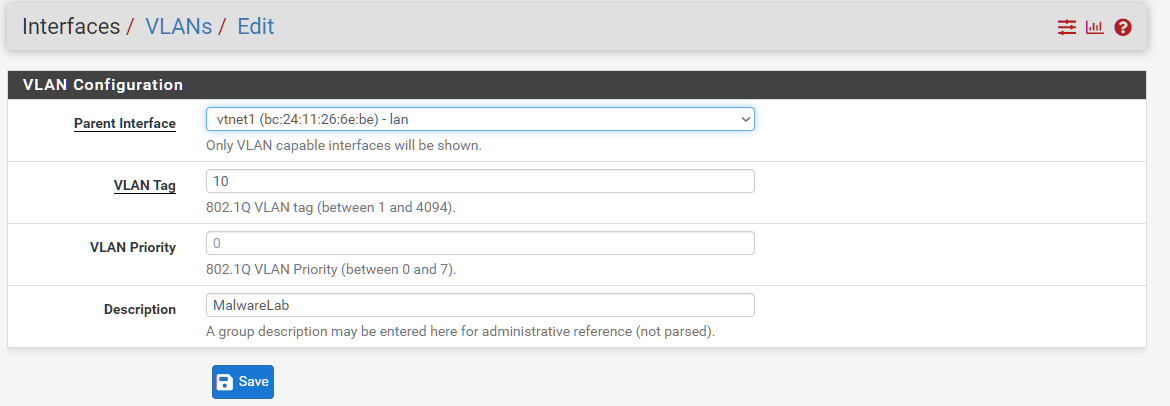 Interfaces / VLANs / Edit
VLAN Configuration
Parent Interface
vtnet1 (bc:24:11:26:6e:be) - lan
Only VLAN capable interfaces will be shown.
VLAN Tag
10
802.1Q VLAN tag (between 1 and 4094).
VLAN Priority
0
802.1Q VLAN Priority (between 0 and 7).
Description
MalwareLab
A group description may be entered here for administrative reference (not parsed).
Save